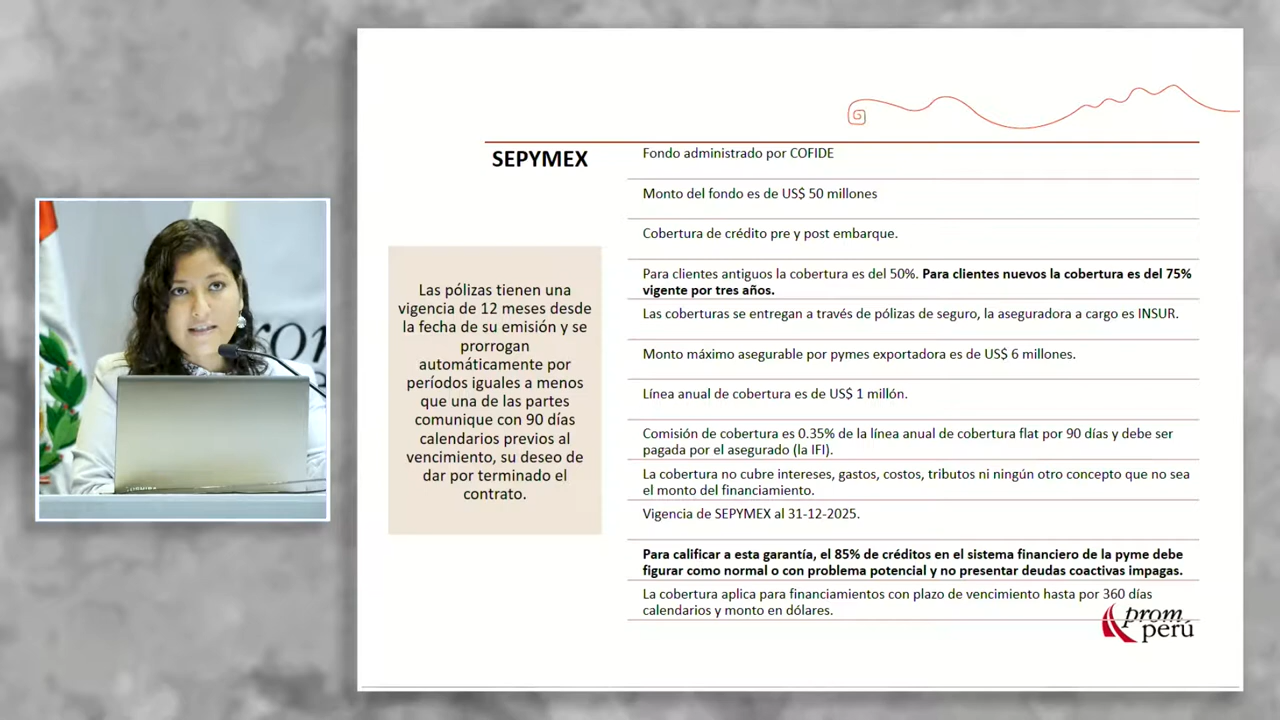 SEPYMEX
Las pólizas tienen una
vigencia de 12 meses desde
la fecha de su emisión y se
prorrogan
automáticamente por
períodos iguales a menos
que una de las partes
comunique con 90 días
calendarios previos al
vencimiento, su deseo de
dar por terminado el
contrato.
Fondo administrado por COFIDE
Monto del fondo es de US$ 50 millones
Cobertura de crédito pre y post embarque.
Para clientes antiguos la cobertura es del 50%. Para clientes nuevos la cobertura es del 75%
vigente por tres años.
Las coberturas se entregan a través de pólizas de seguro, la aseguradora a cargo es INSUR.
Monto máximo asegurable por pymes exportadora es de US$ 6 millones.
Línea anual de cobertura es de US$ 1 millón.
Comisión de cobertura es 0.35% de la línea anual de cobertura flat por 90 días y debe ser
pagada por el asegurado (la IFI).
La cobertura no cubre intereses, gastos, costos, tributos ni ningún otro concepto que no sea
el monto del financiamiento.
Vigencia de SEPYMEX al 31-12-2025.
Para calificar a esta garantía, el 85% de créditos en el sistema financiero de la pyme debe
figurar como normal o con problema potencial y no presentar deudas coactivas impagas.
La cobertura aplica para financiamientos con plazo de vencimiento hasta por 360 días
calendarios y monto en dólares.
prom
perú